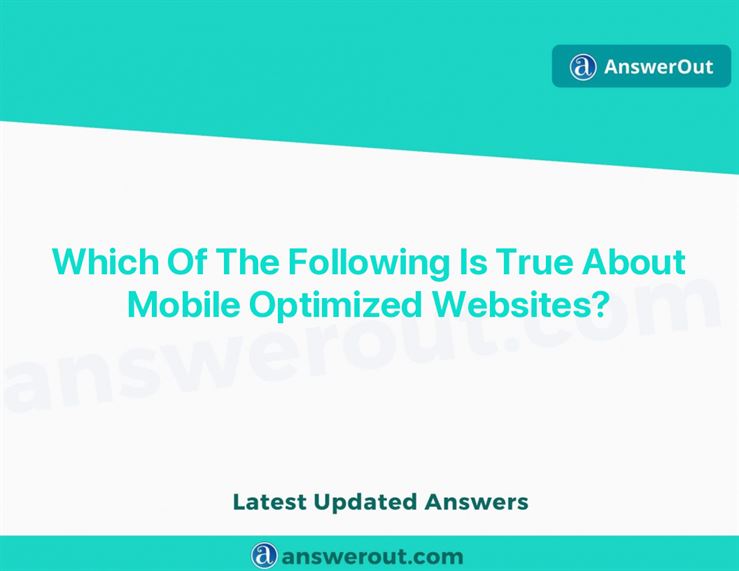 AnswerOut
Which Of The Following Is True About
Mobile Optimized Websites?
answerout.com
Latest Updated Answers
answerout.com